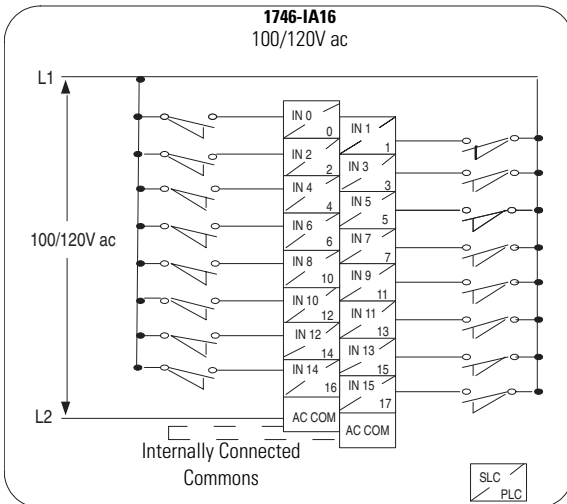 1746-IA16
100/120V ac
L1
IN 0
0
IN 1
1
IN 2
2
IN 3
3
IN 4
4
IN 5
5
IN 6
6
IN 7
7
100/120V ac
IN 8
10
IN 9
11
IN 10
12
IN 11
13
IN 12
14
IN 13
15
IN 14
16
IN 15
17
L2
AC COM
AC COM
Internally Connected
Commons
SLC
PLC